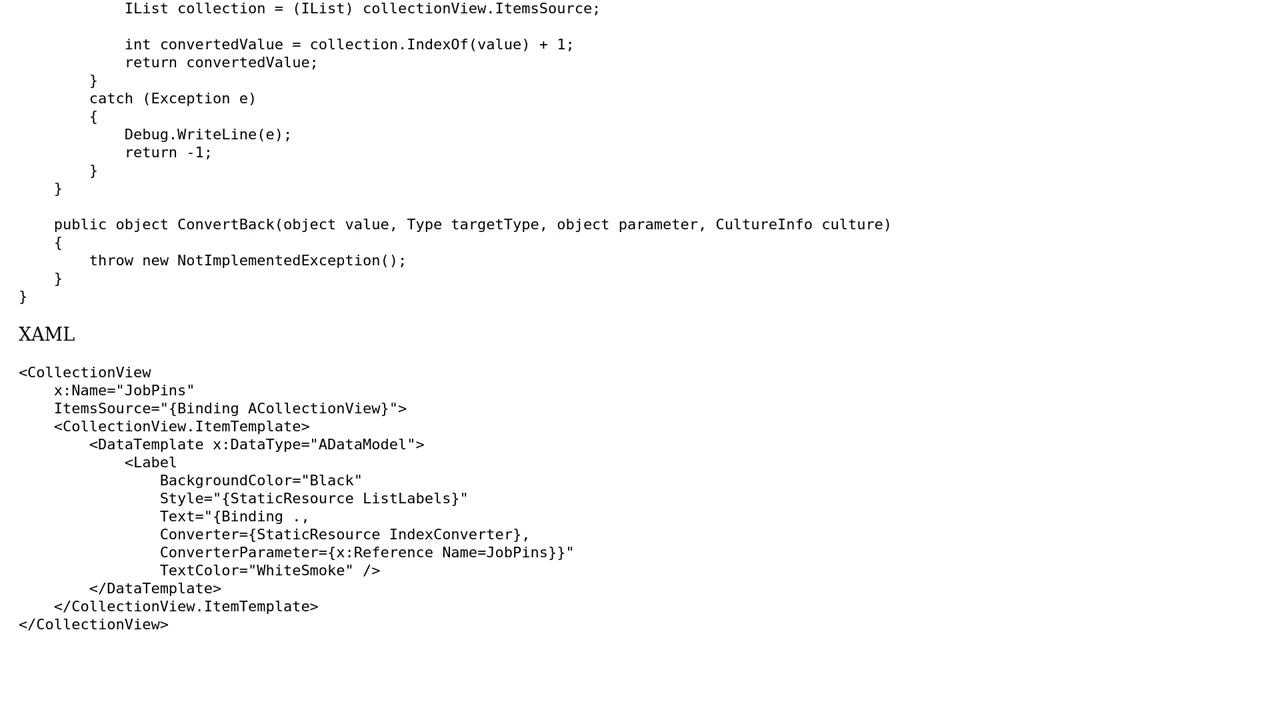 IList collection = (IList) collectionView.ItemsSource;

            int convertedValue = collection.IndexOf(value) + 1;
            return convertedValue;
        }
        catch (Exception e)
        {
            Debug.WriteLine(e);
            return -1;
        }
    }

    public object ConvertBack(object value, Type targetType, object parameter, CultureInfo culture)
    {
        throw new NotImplementedException();
    }
}
XAML
<CollectionView
    x:Name="JobPins"
    ItemsSource="{Binding ACollectionView}">
    <CollectionView.ItemTemplate>
        <DataTemplate x:DataType="ADataModel">
            <Label
                BackgroundColor="Black"
                Style="{StaticResource ListLabels}"
                Text="{Binding .,
                Converter={StaticResource IndexConverter},
                ConverterParameter={x:Reference Name=JobPins}}"
                TextColor="WhiteSmoke" />
        </DataTemplate>
    </CollectionView.ItemTemplate>
</CollectionView>